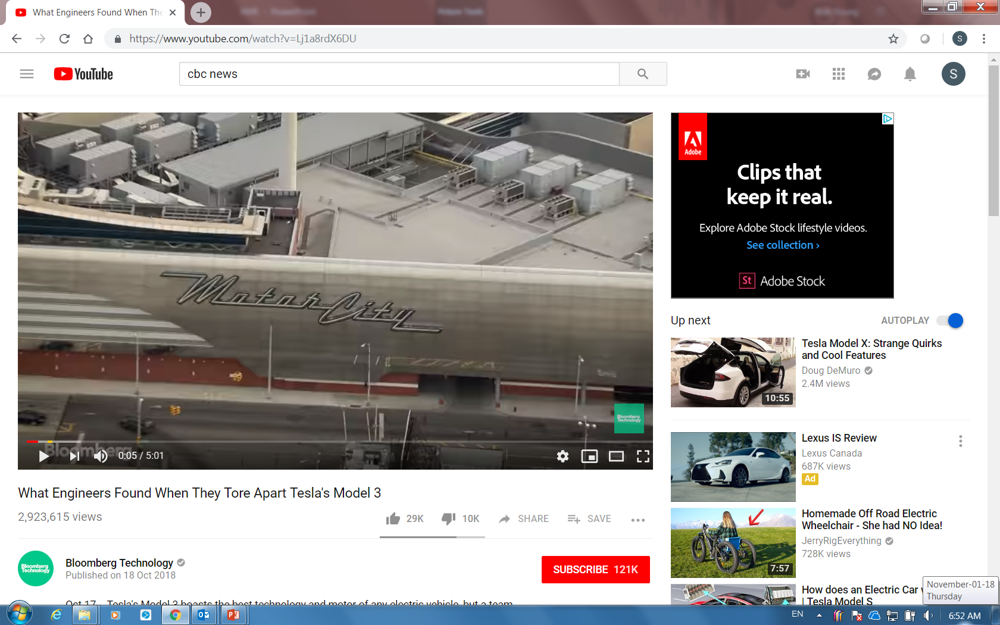 What Engineers Found When The
https://www.youtube.com/watch?v=Lj1a8rdX6DU
S
YouTube
cbc news
S
MotorCity
Bloomberg
Technology
Bloomberg
0:05 / 5:01
Adobe
Clips that
keep it real.
Explore Adobe Stock lifestyle videos.
See collection ›
St Adobe Stock
Up next
AUTOPLAY
Tesla Model X: Strange Quirks
and Cool Features
Doug DeMuro
2.4M views
10:55
Lexus IS Review
Lexus Canada
687K views
Ad
Homemade Off Road Electric
Wheelchair - She had NO Idea!
JerryRigEverything
728K views
7:57
How does an Electric Car
| Tesla Model S
What Engineers Found When They Tore Apart Tesla's Model 3
2,923,615 views
29K
10K
SHARE
SAVE
Bloomberg
Technology
Bloomberg Technology
Published on 18 Oct 2018
SUBSCRIBE 121K
Oct.17 -- Tesla's Model 3 boasts the best technology and motor of any electric vehicle, but a team
November-01-18
Thursday
EN
6:52 AM